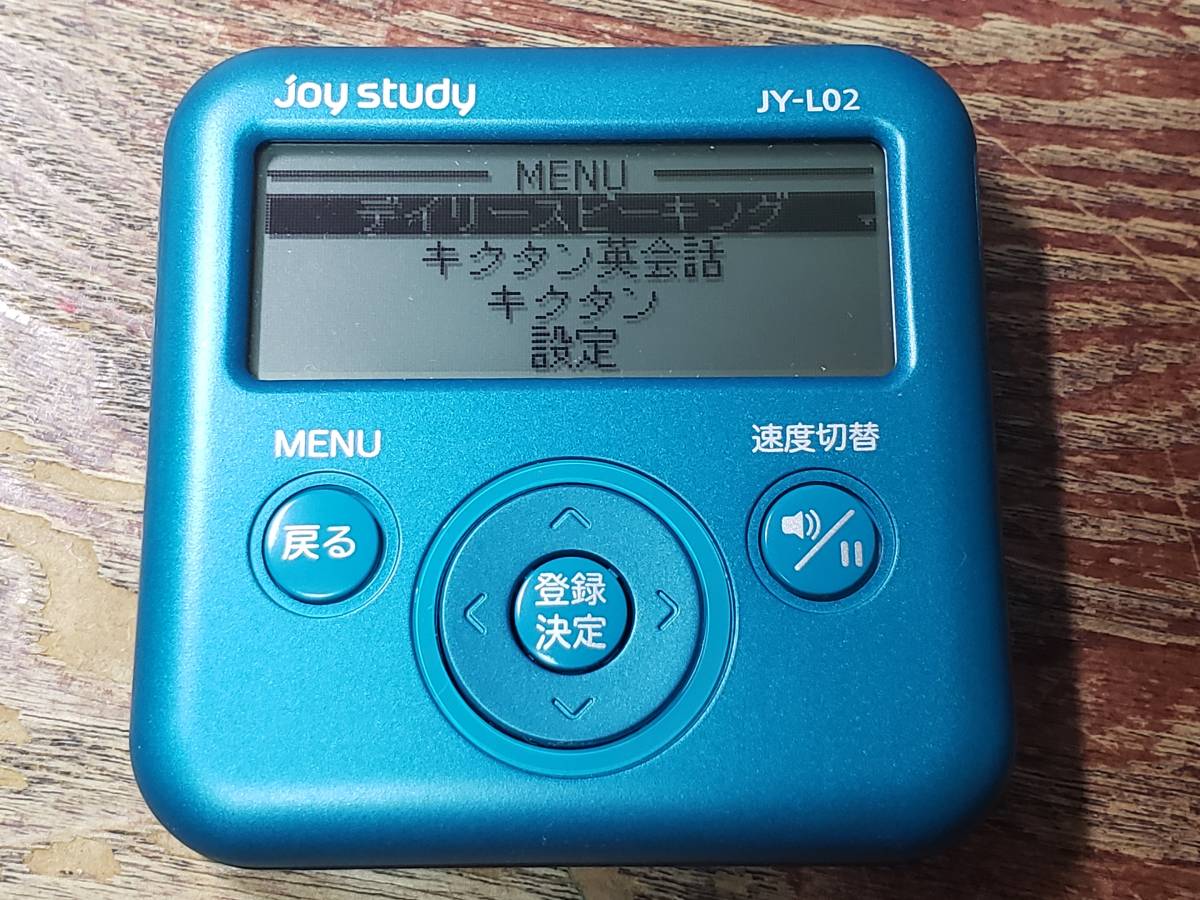 joy study
JY-L02
MENU
デイリースピーキング
キクタン英会話
キクタン
設定
MENU
速度切替
戻る
登録
決定